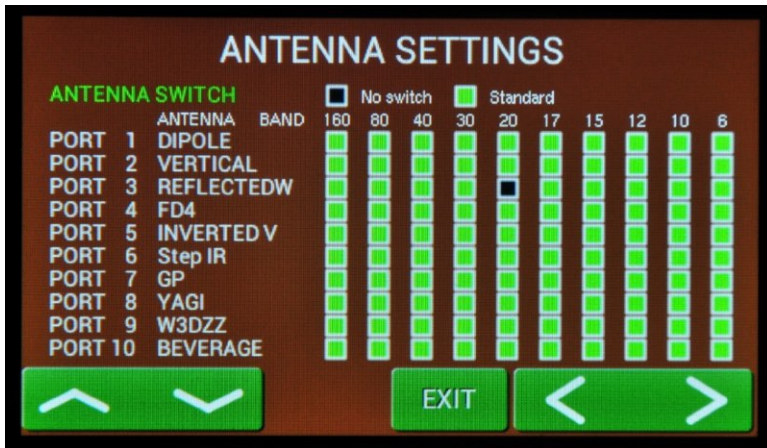 ANTENNA SETTINGS
ANTENNA SWITCH No switch Standard
ANTENNA BAND 160 80 40 30 20 17 15 12 10 6
PORT 1 DIPOLE
PORT 2 VERTICAL
PORT 3 REFLECTEDW
PORT 4 FD4
PORT 5 INVERTED V
PORT 6 Step IR
PORT 7 GP
PORT 8 YAGI
PORT 9 W3DZZ
PORT 10 BEVERAGE
EXIT